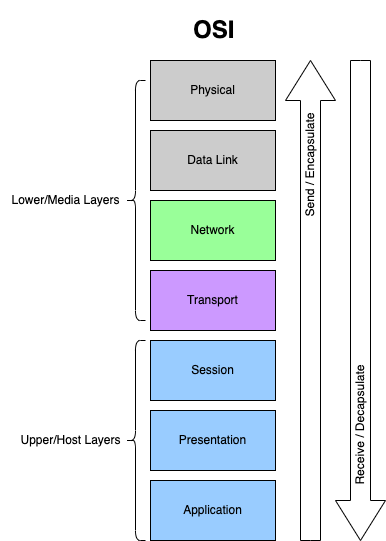 OSI
Physical
Data Link
Lower/Media Layers
Network
Transport
Session
Upper/Host Layers
Presentation
Application
Send / Encapsulate
Receive / Decapsulate